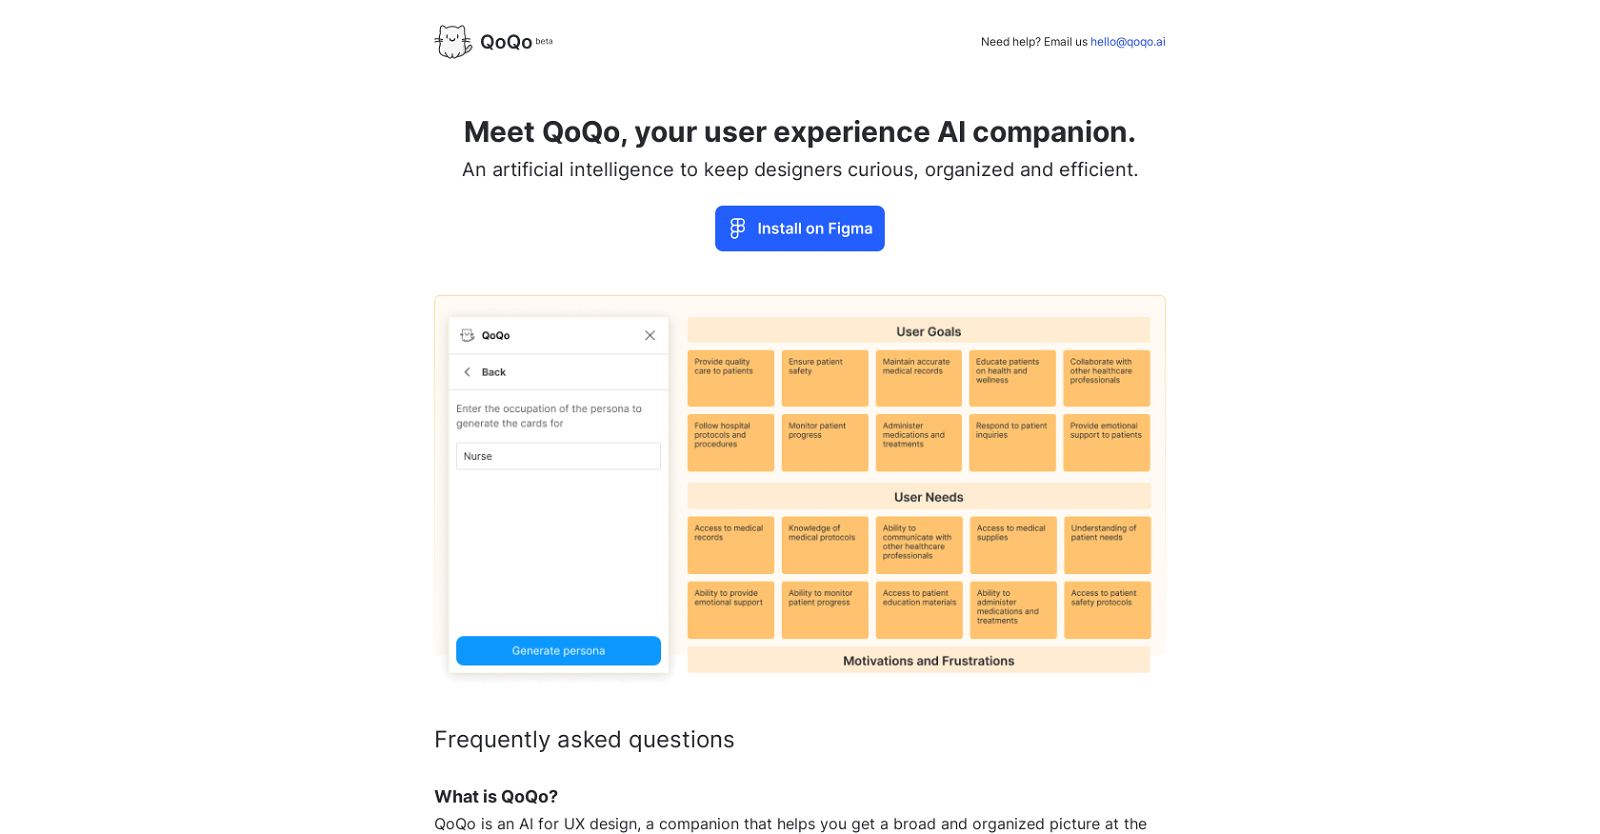 QoQo beta
Need help? Email us hello@qoqo.ai
Meet QoQo, your user experience AI companion.
An artificial intelligence to keep designers curious, organized and efficient.
Install on Figma
QoQo
Back
Enter the occupation of the persona to
generate the cards for
Nurse
Generate persona
User Goals
Provide quality
care to patients
Ensure patient
safety
Maintain accurate
medical records
Educate patients
on health and
wellness
Collaborate with
other healthcare
professionals
Follow hospital
protocols and
procedures
Monitor patient
progress
Administer
medications and
treatments
Respond to patient
inquiries
Provide emotional
support to patients
User Needs
Access to medical
records
Knowledge of
medical protocols
Ability to
communicate with
other healthcare
professionals
Access to medical
supplies
Understanding of
patient needs
Ability to provide
emotional support
Ability to monitor
patient progress
Access to patient
education materials
Ability to
administer
medications and
treatments
Access to patient
safety protocols
Motivations and Frustrations
Frequently asked questions
What is QoQo?
QoQo is an AI for UX design, a companion that helps you get a broad and organized picture at the